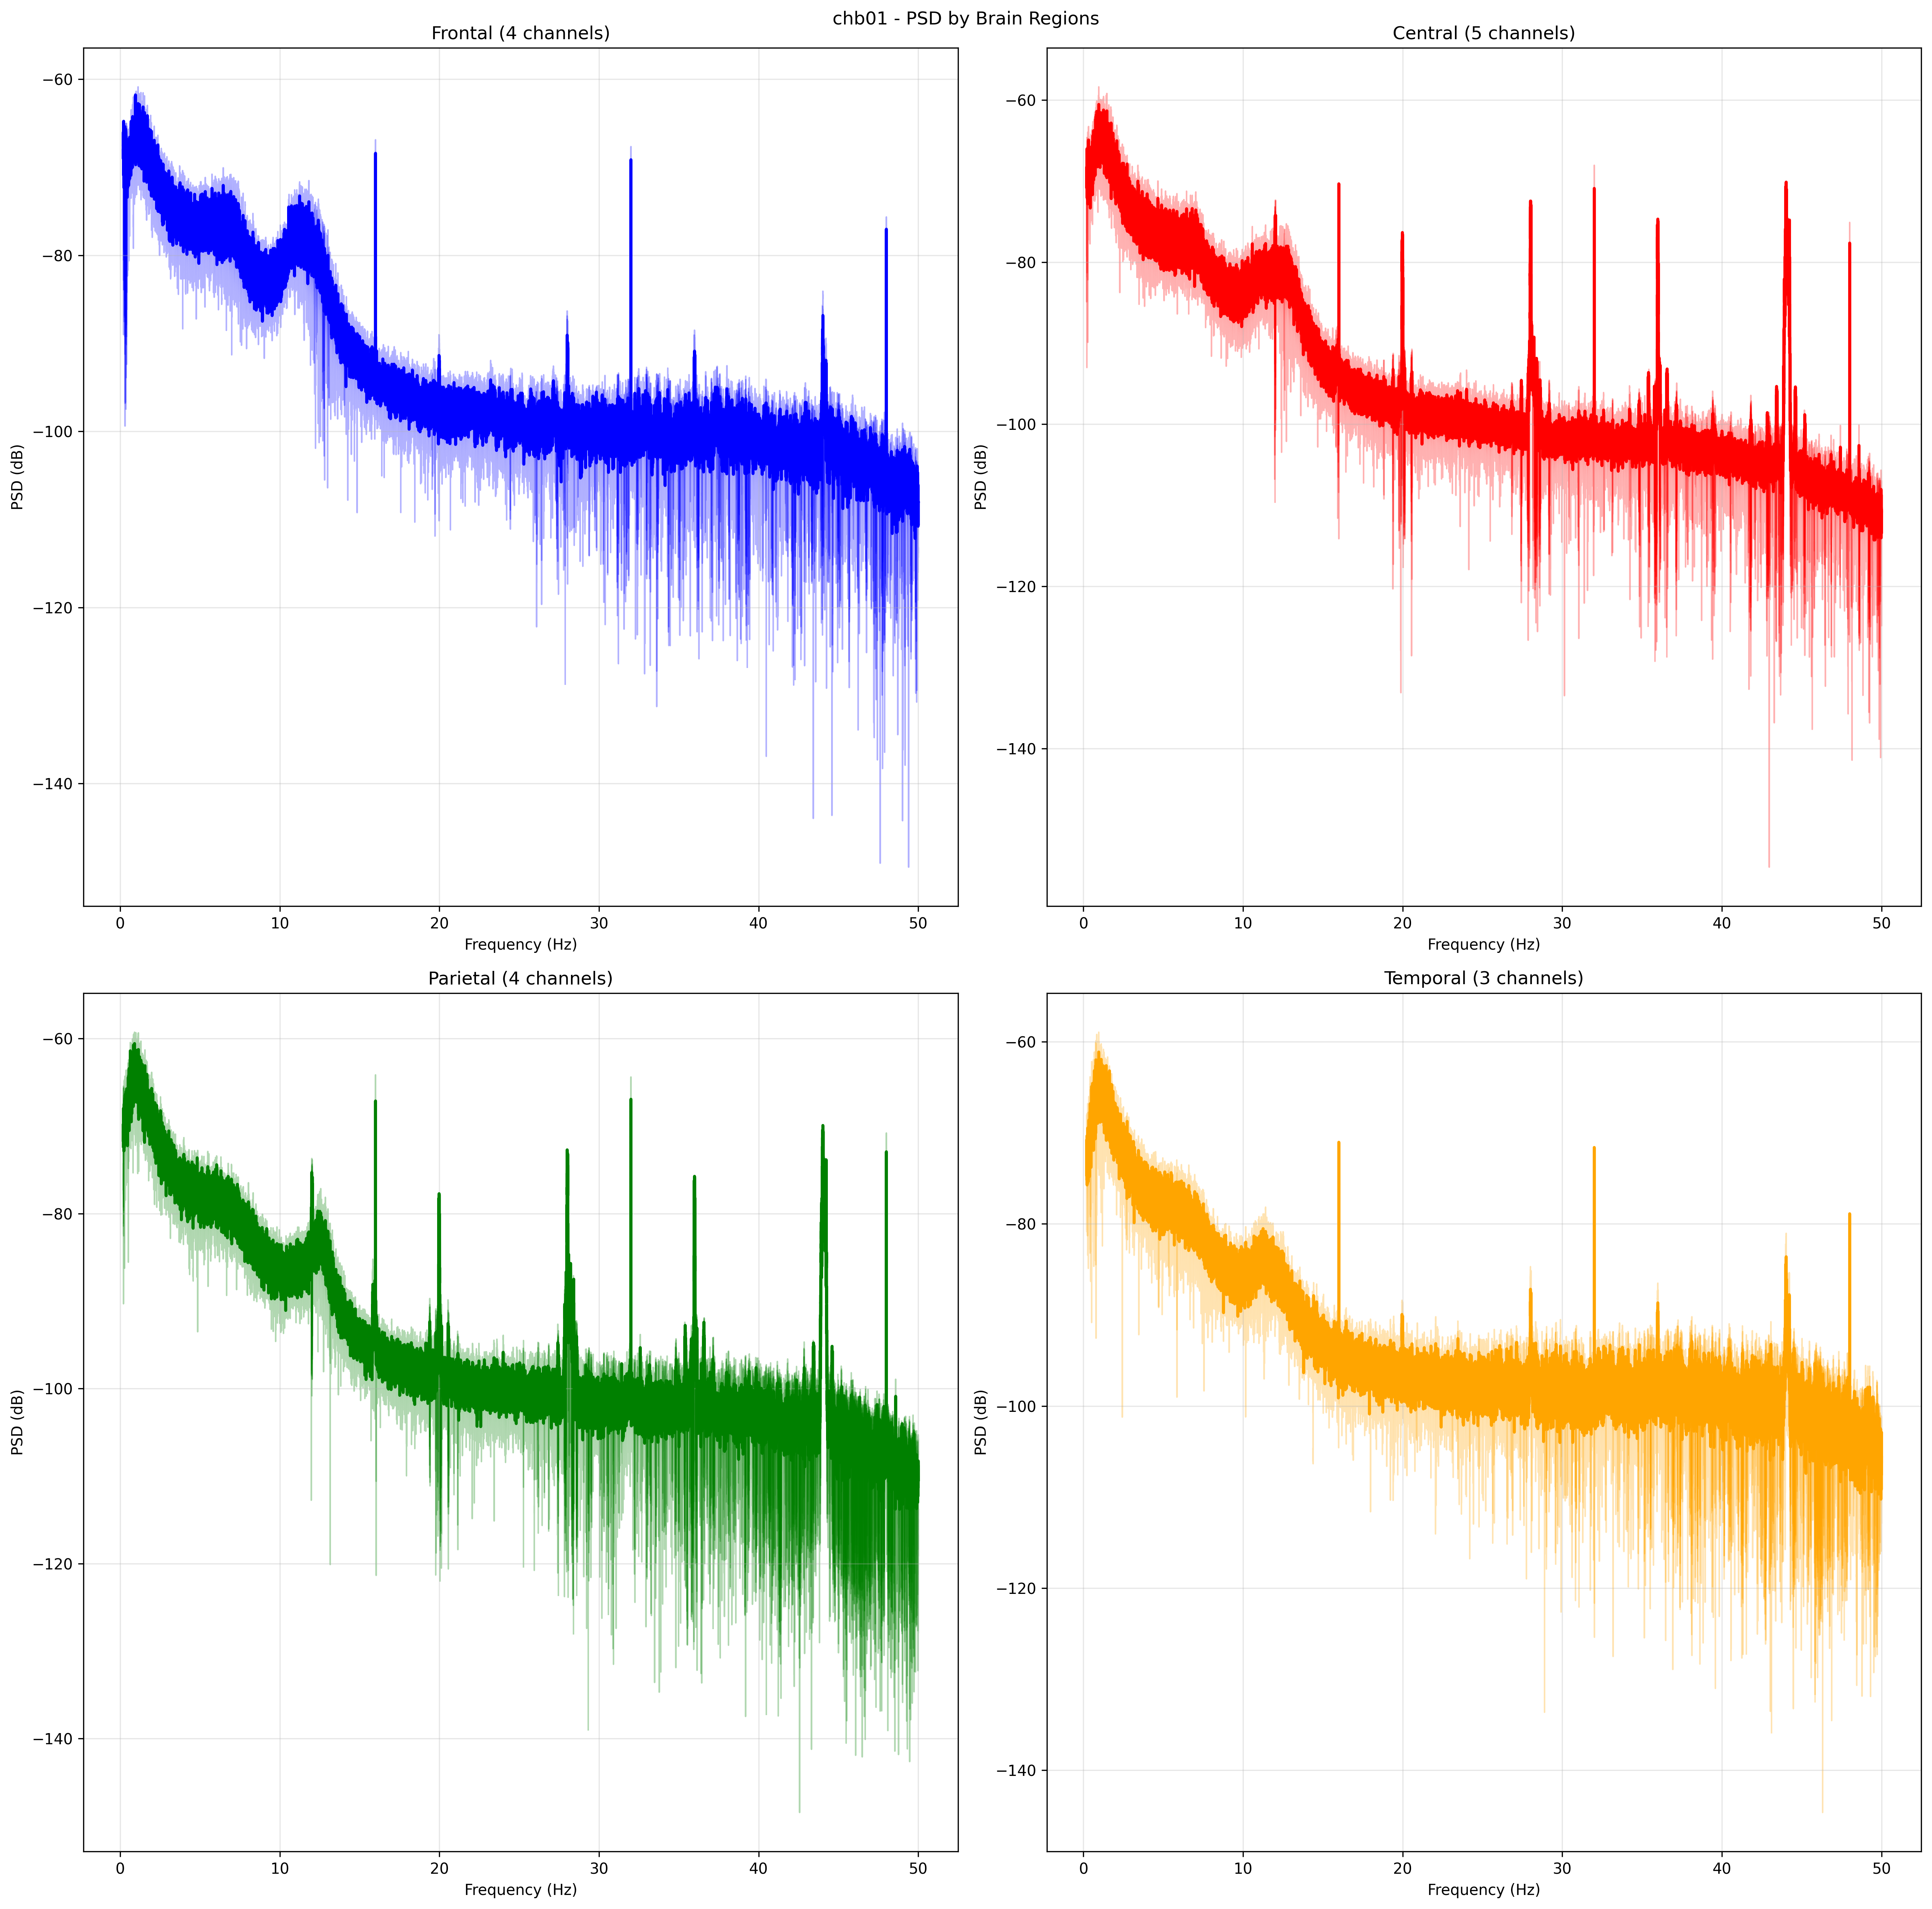 chb01 - PSD by Brain Regions
Frontal (4 channels)
−60
−80
−100
−120
−140
PSD (dB)
0 10 20 30 40 50
Frequency (Hz)
Central (5 channels)
−60
−80
−100
−120
−140
PSD (dB)
0 10 20 30 40 50
Frequency (Hz)
Parietal (4 channels)
−60
−80
−100
−120
−140
PSD (dB)
0 10 20 30 40 50
Frequency (Hz)
Temporal (3 channels)
−60
−80
−100
−120
−140
PSD (dB)
0 10 20 30 40 50
Frequency (Hz)